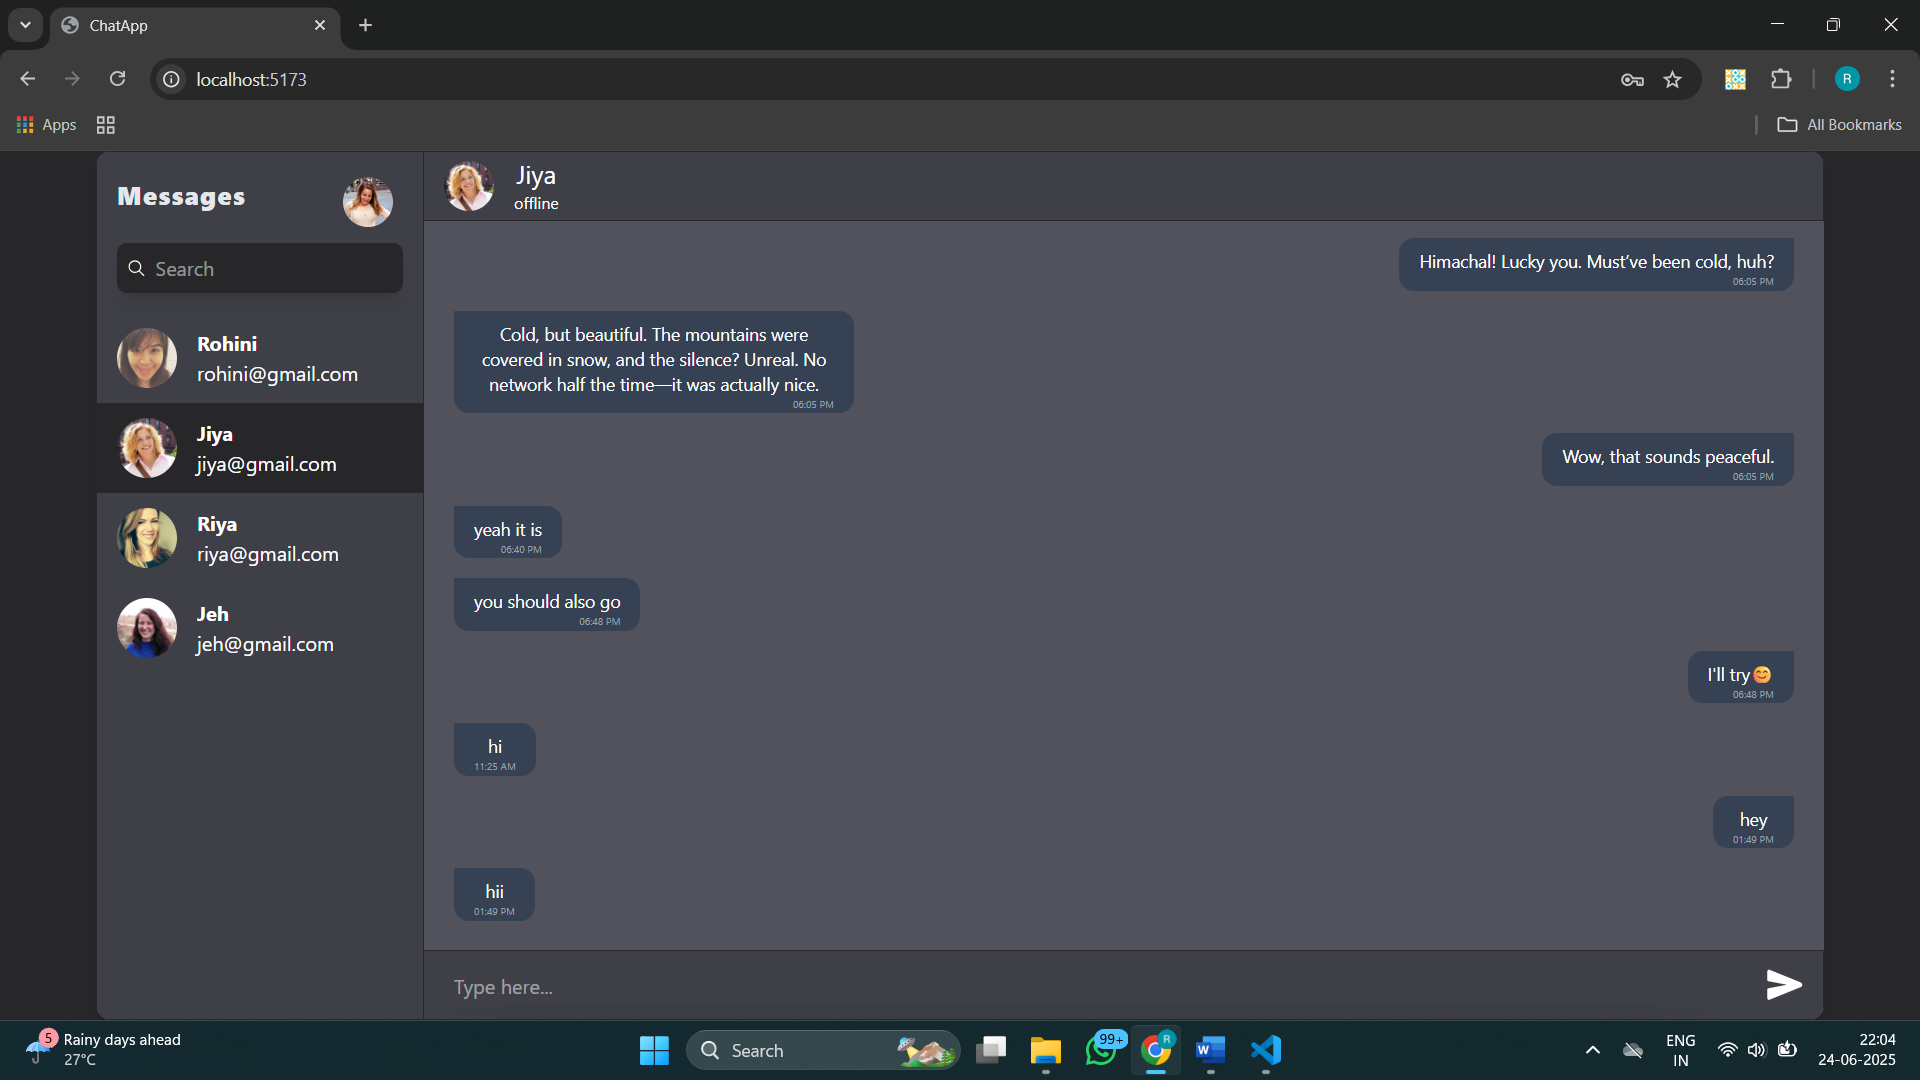 ChatApp
localhost:5173
R
Apps
All Bookmarks
Messages
Search
Rohini
rohini@gmail.com
Jiya
jiya@gmail.com
Riya
riya@gmail.com
Jeh
jeh@gmail.com
Jiya
offline
Himachal! Lucky you. Must’ve been cold, huh?
06:05 PM
Cold, but beautiful. The mountains were
covered in snow, and the silence? Unreal. No
network half the time—it was actually nice.
06:05 PM
Wow, that sounds peaceful.
06:05 PM
yeah it is
06:40 PM
you should also go
06:48 PM
I'll try😊
06:48 PM
hi
11:25 AM
hey
01:49 PM
hii
01:49 PM
Type here...
5
Rainy days ahead
27°C
Search
99+
R
W
ENG
IN
22:04
24-06-2025